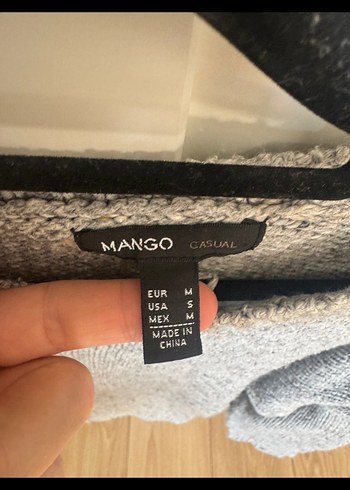 MANGO CASUAL
EUR M
USA S
MEX M
MADE IN
CHINA